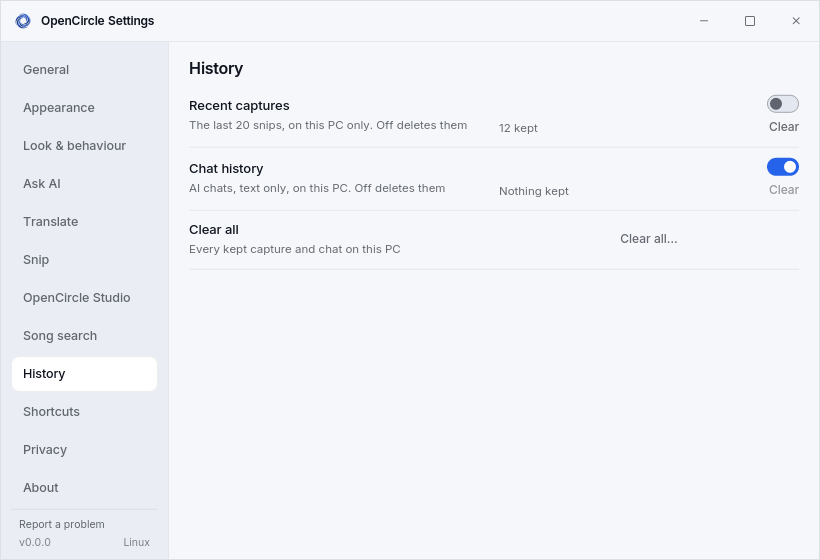 OpenCircle Settings
General
Appearance
Look & behaviour
Ask AI
Translate
Snip
OpenCircle Studio
Song search
History
Shortcuts
Privacy
About
Report a problem
v0.0.0 Linux
History
Recent captures
The last 20 snips, on this PC only. Off deletes them
12 kept
Clear
Chat history
AI chats, text only, on this PC. Off deletes them
Nothing kept
Clear
Clear all
Every kept capture and chat on this PC
Clear all...